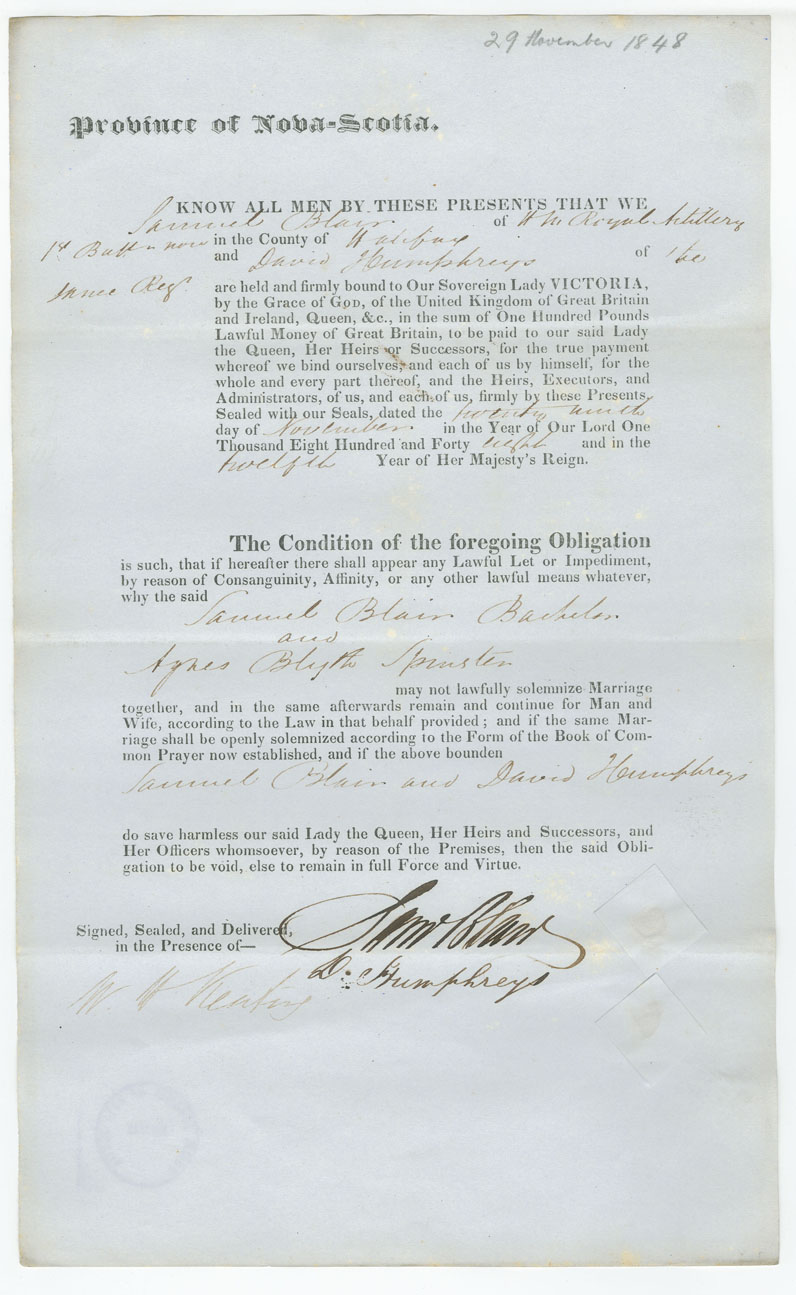 29 November 1848
Province of Nova-Scotia.
KNOW ALL MEN BY THESE PRESENTS THAT WE
Samuel Blair of H M Royal Artillery
1st Battn now in the County of Halifax
and David Humphreys of the
same Regt
are held and firmly bound to Our Sovereign Lady VICTORIA,
by the Grace of GOD, of the United Kingdom of Great Britain
and Ireland, Queen, &c., in the sum of One Hundred Pounds
Lawful Money of Great Britain, to be paid to our said Lady
the Queen, Her Heirs or Successors, for the true payment
whereof we bind ourselves, and each of us by himself, for the
whole and every part thereof, and the Heirs, Executors, and
Administrators, of us, and each of us, firmly by these Presents,
Sealed with our Seals, dated the twenty ninth
day of November in the Year of Our Lord One
Thousand Eight Hundred and Forty eight and in the
twelfth Year of Her Majesty's Reign.
The Condition of the foregoing Obligation
is such, that if hereafter there shall appear any Lawful Let or Impediment,
by reason of Consanguinity, Affinity, or any other lawful means whatever,
why the said
Samuel Blair Bachelor
and
Agnes Blyth Spinster
may not lawfully solemnize Marriage
together, and in the same afterwards remain and continue for Man and
Wife, according to the Law in that behalf provided; and if the same Mar-
riage shall be openly solemnized according to the Form of the Book of Com-
mon Prayer now established, and if the above bounden
Samuel Blair and David Humphreys
do save harmless our said Lady the Queen, Her Heirs and Successors, and
Her Officers whomsoever, by reason of the Premises, then the said Obli-
gation to be void, else to remain in full Force and Virtue.
Signed, Sealed, and Delivered,
in the Presence of—
Saml Blair
D. Humphreys
W H Keating